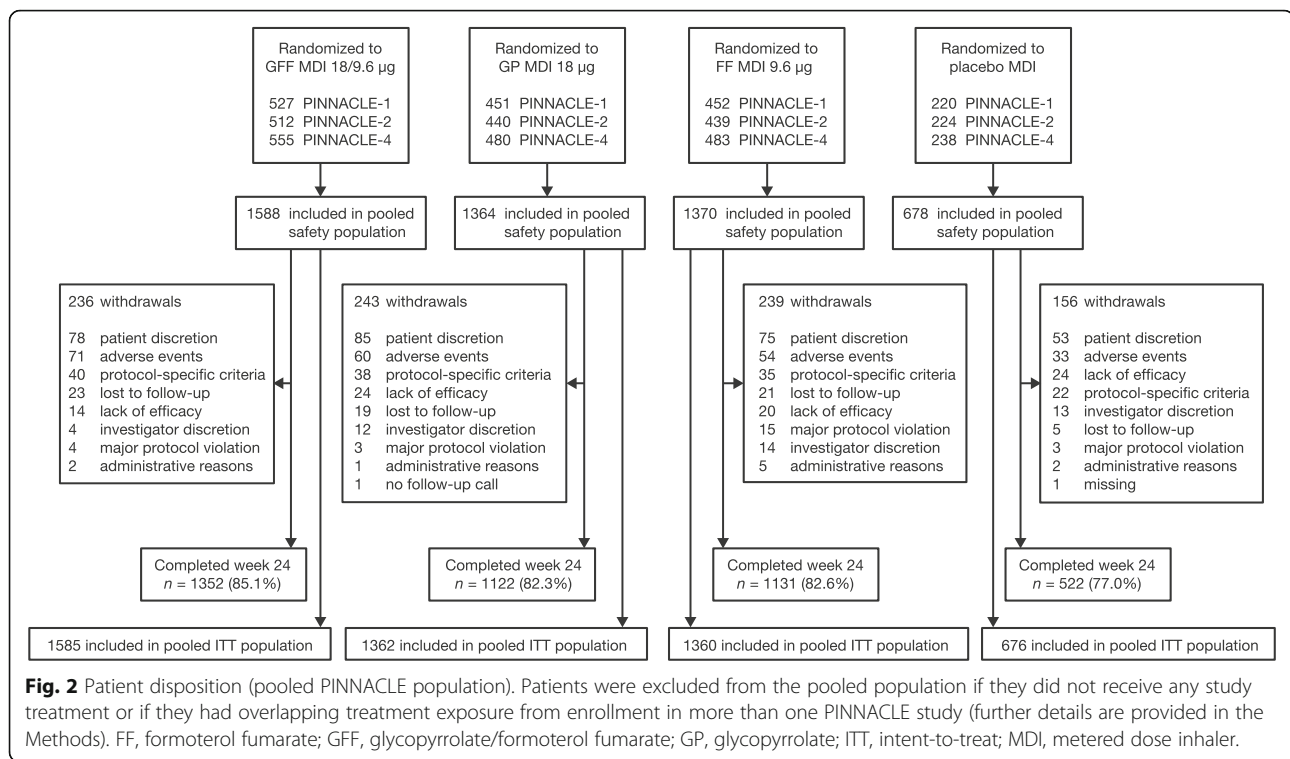 Randomized to
GFF MDI 18/9.6 µg
527 PINNACLE-1
512 PINNACLE-2
555 PINNACLE-4
Randomized to
GP MDI 18 µg
451 PINNACLE-1
440 PINNACLE-2
480 PINNACLE-4
Randomized to
FF MDI 9.6 µg
452 PINNACLE-1
439 PINNACLE-2
483 PINNACLE-4
Randomized to
placebo MDI
220 PINNACLE-1
224 PINNACLE-2
238 PINNACLE-4
1588 included in pooled
safety population
1364 included in pooled
safety population
1370 included in pooled
safety population
678 included in pooled
safety population
236 withdrawals
78 patient discretion
71 adverse events
40 protocol-specific criteria
23 lost to follow-up
14 lack of efficacy
4 investigator discretion
4 major protocol violation
2 administrative reasons
243 withdrawals
85 patient discretion
60 adverse events
38 protocol-specific criteria
24 lack of efficacy
19 lost to follow-up
12 investigator discretion
3 major protocol violation
1 administrative reasons
1 no follow-up call
239 withdrawals
75 patient discretion
54 adverse events
35 protocol-specific criteria
21 lost to follow-up
20 lack of efficacy
15 major protocol violation
14 investigator discretion
5 administrative reasons
156 withdrawals
53 patient discretion
33 adverse events
24 lack of efficacy
22 protocol-specific criteria
13 investigator discretion
5 lost to follow-up
3 major protocol violation
2 administrative reasons
1 missing
Completed week 24
n = 1352 (85.1%)
Completed week 24
n = 1122 (82.3%)
Completed week 24
n = 1131 (82.6%)
Completed week 24
n = 522 (77.0%)
1585 included in pooled ITT population
1362 included in pooled ITT population
1360 included in pooled ITT population
676 included in pooled ITT population
Fig. 2 Patient disposition (pooled PINNACLE population). Patients were excluded from the pooled population if they did not receive any study
treatment or if they had overlapping treatment exposure from enrollment in more than one PINNACLE study (further details are provided in the
Methods). FF, formoterol fumarate; GFF, glycopyrrolate/formoterol fumarate; GP, glycopyrrolate; ITT, intent-to-treat; MDI, metered dose inhaler.